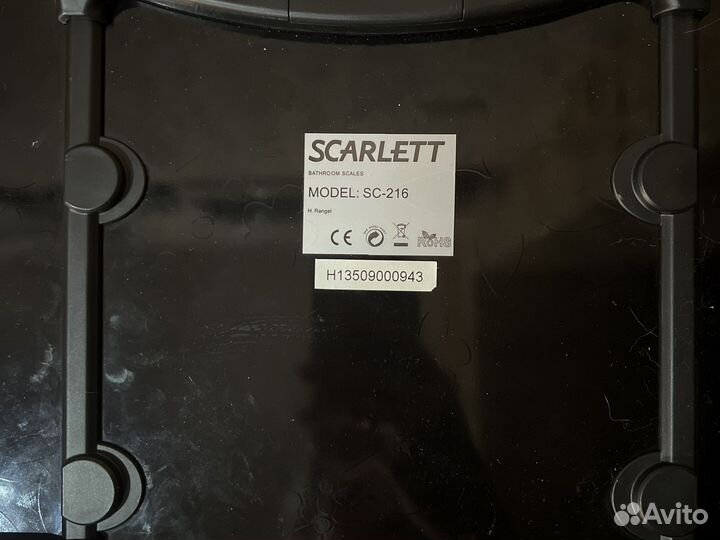 SCARLETT
BATHROOM SCALES
MODEL: SC-216
H. Rangel
CE
RoHS
H13509000943
Avito